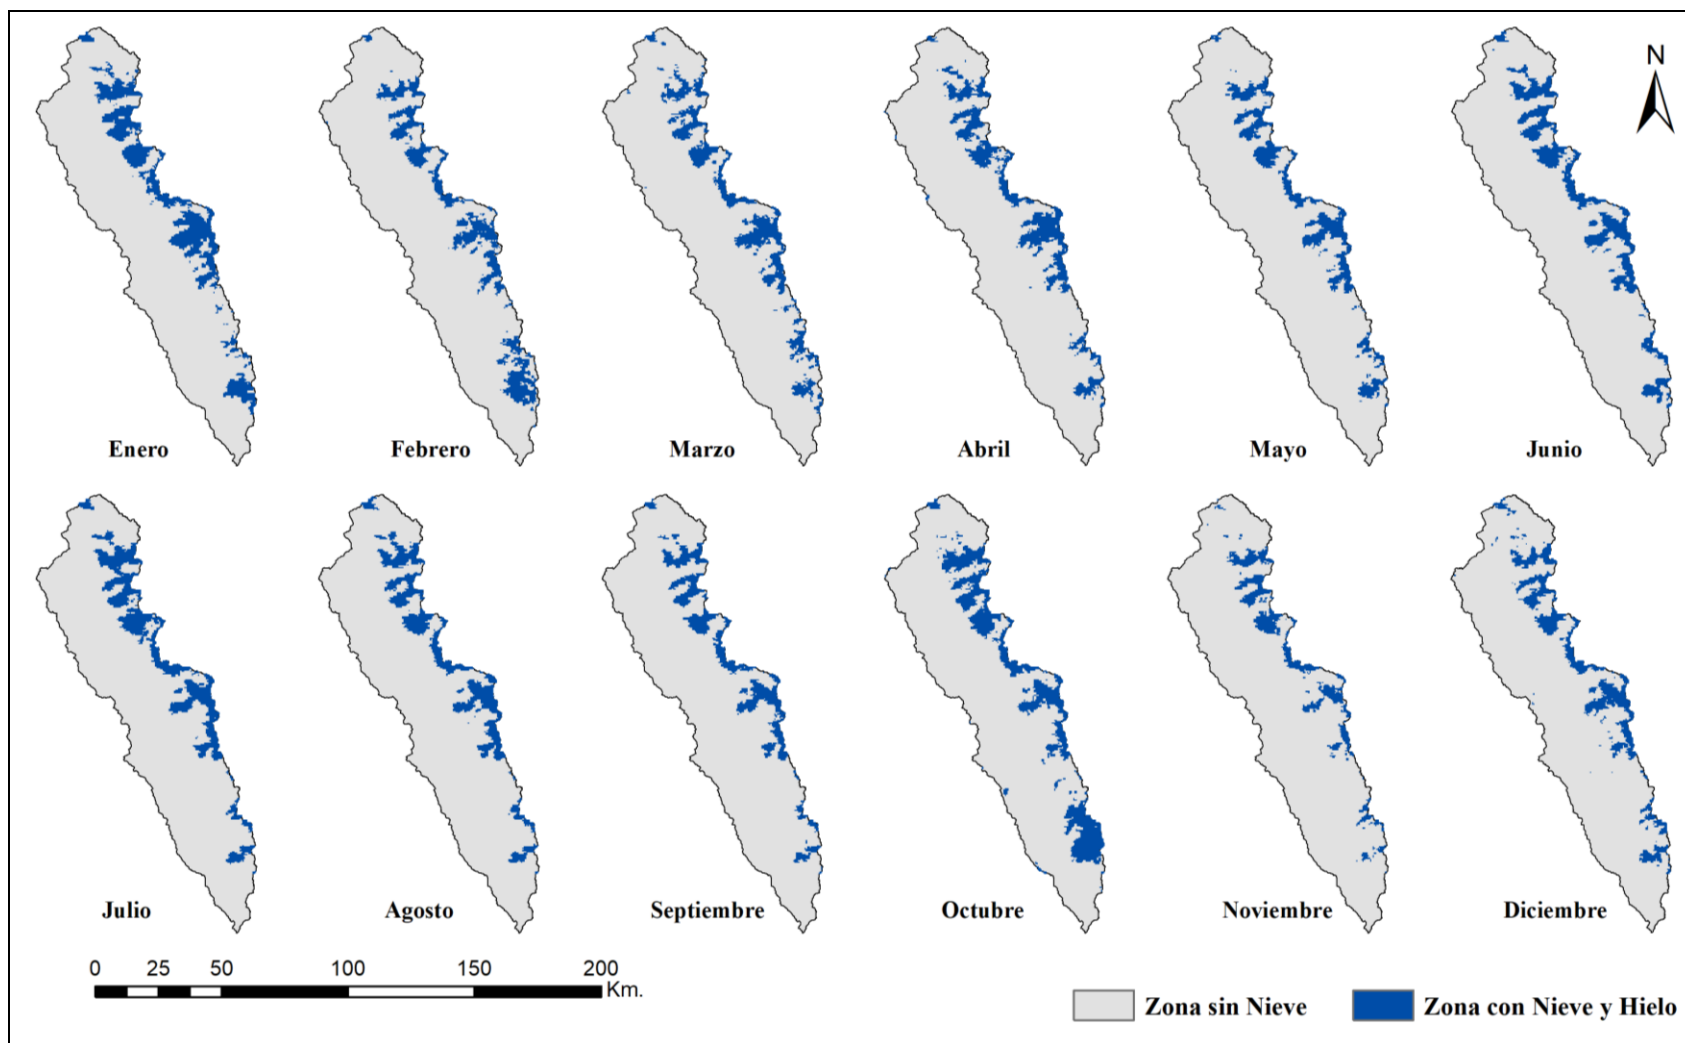 N
Enero
Febrero
Marzo
Abril
Mayo
Junio
Julio
Agosto
Septiembre
Octubre
Noviembre
Diciembre
0 25 50 100 150 200
Km.
Zona sin Nieve
Zona con Nieve y Hielo